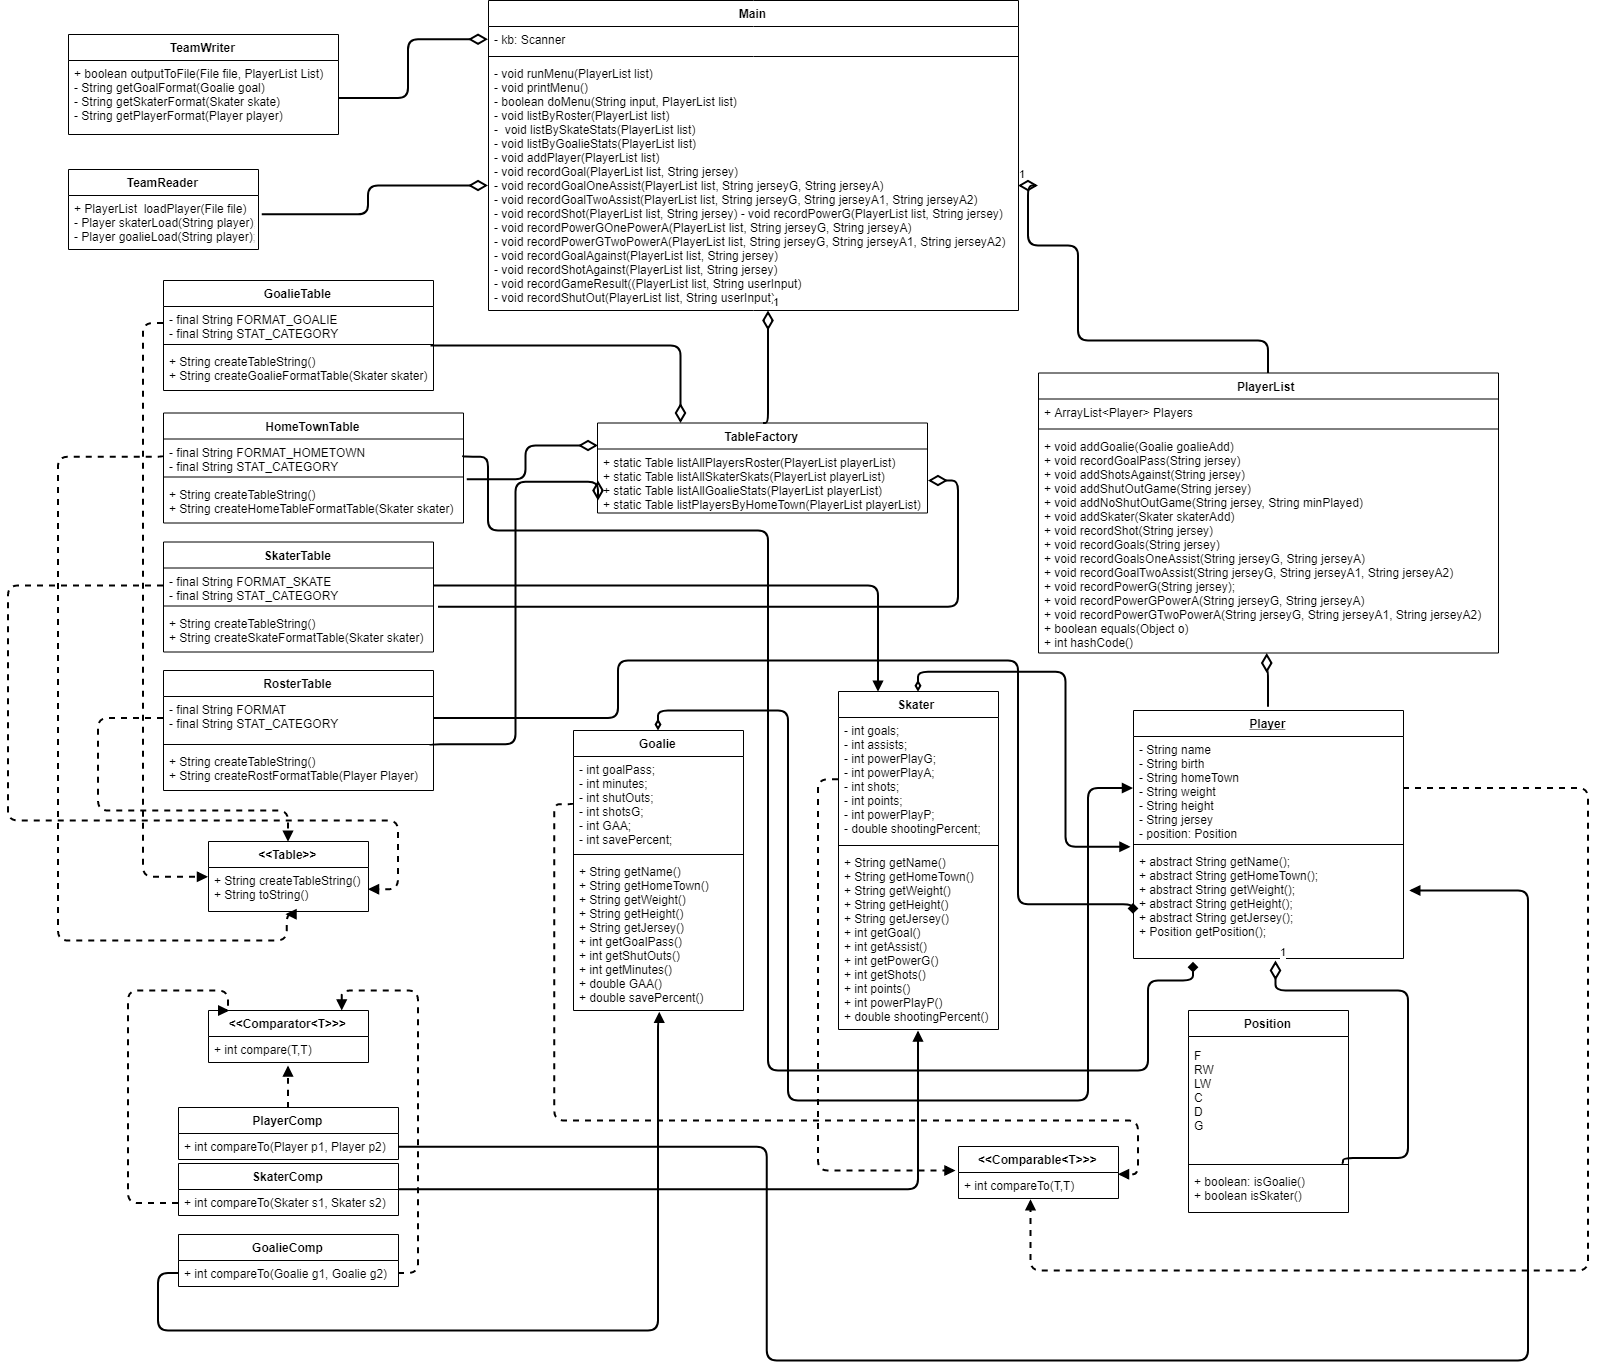 Main
- kb: Scanner
- void runMenu(PlayerList list)
- void printMenu()
- boolean doMenu(String input, PlayerList list)
- void listByRoster(PlayerList list)
-  void listBySkateStats(PlayerList list)
- void listByGoalieStats(PlayerList list)
- void addPlayer(PlayerList list)
- void recordGoal(PlayerList list, String jersey)
- void recordGoalOneAssist(PlayerList list, String jerseyG, String jerseyA)
- void recordGoalTwoAssist(PlayerList list, String jerseyG, String jerseyA1, String jerseyA2)
- void recordShot(PlayerList list, String jersey) - void recordPowerG(PlayerList list, String jersey)
- void recordPowerGOnePowerA(PlayerList list, String jerseyG, String jerseyA)
- void recordPowerGTwoPowerA(PlayerList list, String jerseyG, String jerseyA1, String jerseyA2)
- void recordGoalAgainst(PlayerList list, String jersey)
- void recordShotAgainst(PlayerList list, String jersey)
- void recordGameResult((PlayerList list, String userInput)
- void recordShutOut(PlayerList list, String userInput)
1
1
TeamWriter
+ boolean outputToFile(File file, PlayerList List)
- String getGoalFormat(Goalie goal)
- String getSkaterFormat(Skater skate)
- String getPlayerFormat(Player player)
TeamReader
+ PlayerList  loadPlayer(File file)
- Player skaterLoad(String player)
- Player goalieLoad(String player)
GoalieTable
- final String FORMAT_GOALIE
- final String STAT_CATEGORY
+ String createTableString()
+ String createGoalieFormatTable(Skater skater)
HomeTownTable
- final String FORMAT_HOMETOWN
- final String STAT_CATEGORY
+ String createTableString()
+ String createHomeTableFormatTable(Skater skater)
TableFactory
+ static Table listAllPlayersRoster(PlayerList playerList)
+ static Table listAllSkaterSkats(PlayerList playerList)
+ static Table listAllGoalieStats(PlayerList playerList)
+ static Table listPlayersByHomeTown(PlayerList playerList)
PlayerList
+ ArrayList<Player> Players
+ void addGoalie(Goalie goalieAdd)
+ void recordGoalPass(String jersey)
+ void addShotsAgainst(String jersey)
+ void addShutOutGame(String jersey)
+ void addNoShutOutGame(String jersey, String minPlayed)
+ void addSkater(Skater skaterAdd)
+ void recordShot(String jersey)
+ void recordGoals(String jersey)
+ void recordGoalsOneAssist(String jerseyG, String jerseyA)
+ void recordGoalTwoAssist(String jerseyG, String jerseyA1, String jerseyA2)
+ void recordPowerG(String jersey);
+ void recordPowerGPowerA(String jerseyG, String jerseyA)
+ void recordPowerGTwoPowerA(String jerseyG, String jerseyA1, String jerseyA2)
+ boolean equals(Object o)
+ int hashCode()
SkaterTable
- final String FORMAT_SKATE
- final String STAT_CATEGORY
+ String createTableString()
+ String createSkateFormatTable(Skater skater)
RosterTable
- final String FORMAT
- final String STAT_CATEGORY
+ String createTableString()
+ String createRostFormatTable(Player Player)
<<Table>>
+ String createTableString()
+ String toString()
Goalie
- int goalPass;
- int minutes;
- int shutOuts;
- int shotsG;
- int GAA;
- int savePercent;
+ String getName()
+ String getHomeTown()
+ String getWeight()
+ String getHeight()
+ String getJersey()
+ int getGoalPass()
+ int getShutOuts()
+ int getMinutes()
+ double GAA()
+ double savePercent()
Skater
- int goals;
- int assists;
- int powerPlayG;
- int powerPlayA;
- int shots;
- int points;
- int powerPlayP;
- double shootingPercent;
+ String getName()
+ String getHomeTown()
+ String getWeight()
+ String getHeight()
+ String getJersey()
+ int getGoal()
+ int getAssist()
+ int getPowerG()
+ int getShots()
+ int points()
+ int powerPlayP()
+ double shootingPercent()
Player
- String name
- String birth
- String homeTown
- String weight
- String height
- String jersey
- position: Position
+ abstract String getName();
+ abstract String getHomeTown();
+ abstract String getWeight();
+ abstract String getHeight();
+ abstract String getJersey();
+ Position getPosition();
1
Position
F
RW
LW
C
D
G
+ boolean: isGoalie()
+ boolean isSkater()
<<Comparator<T>>>
+ int compare(T,T)
PlayerComp
+ int compareTo(Player p1, Player p2)
SkaterComp
+ int compareTo(Skater s1, Skater s2)
GoalieComp
+ int compareTo(Goalie g1, Goalie g2)
<<Comparable<T>>>
+ int compareTo(T,T)